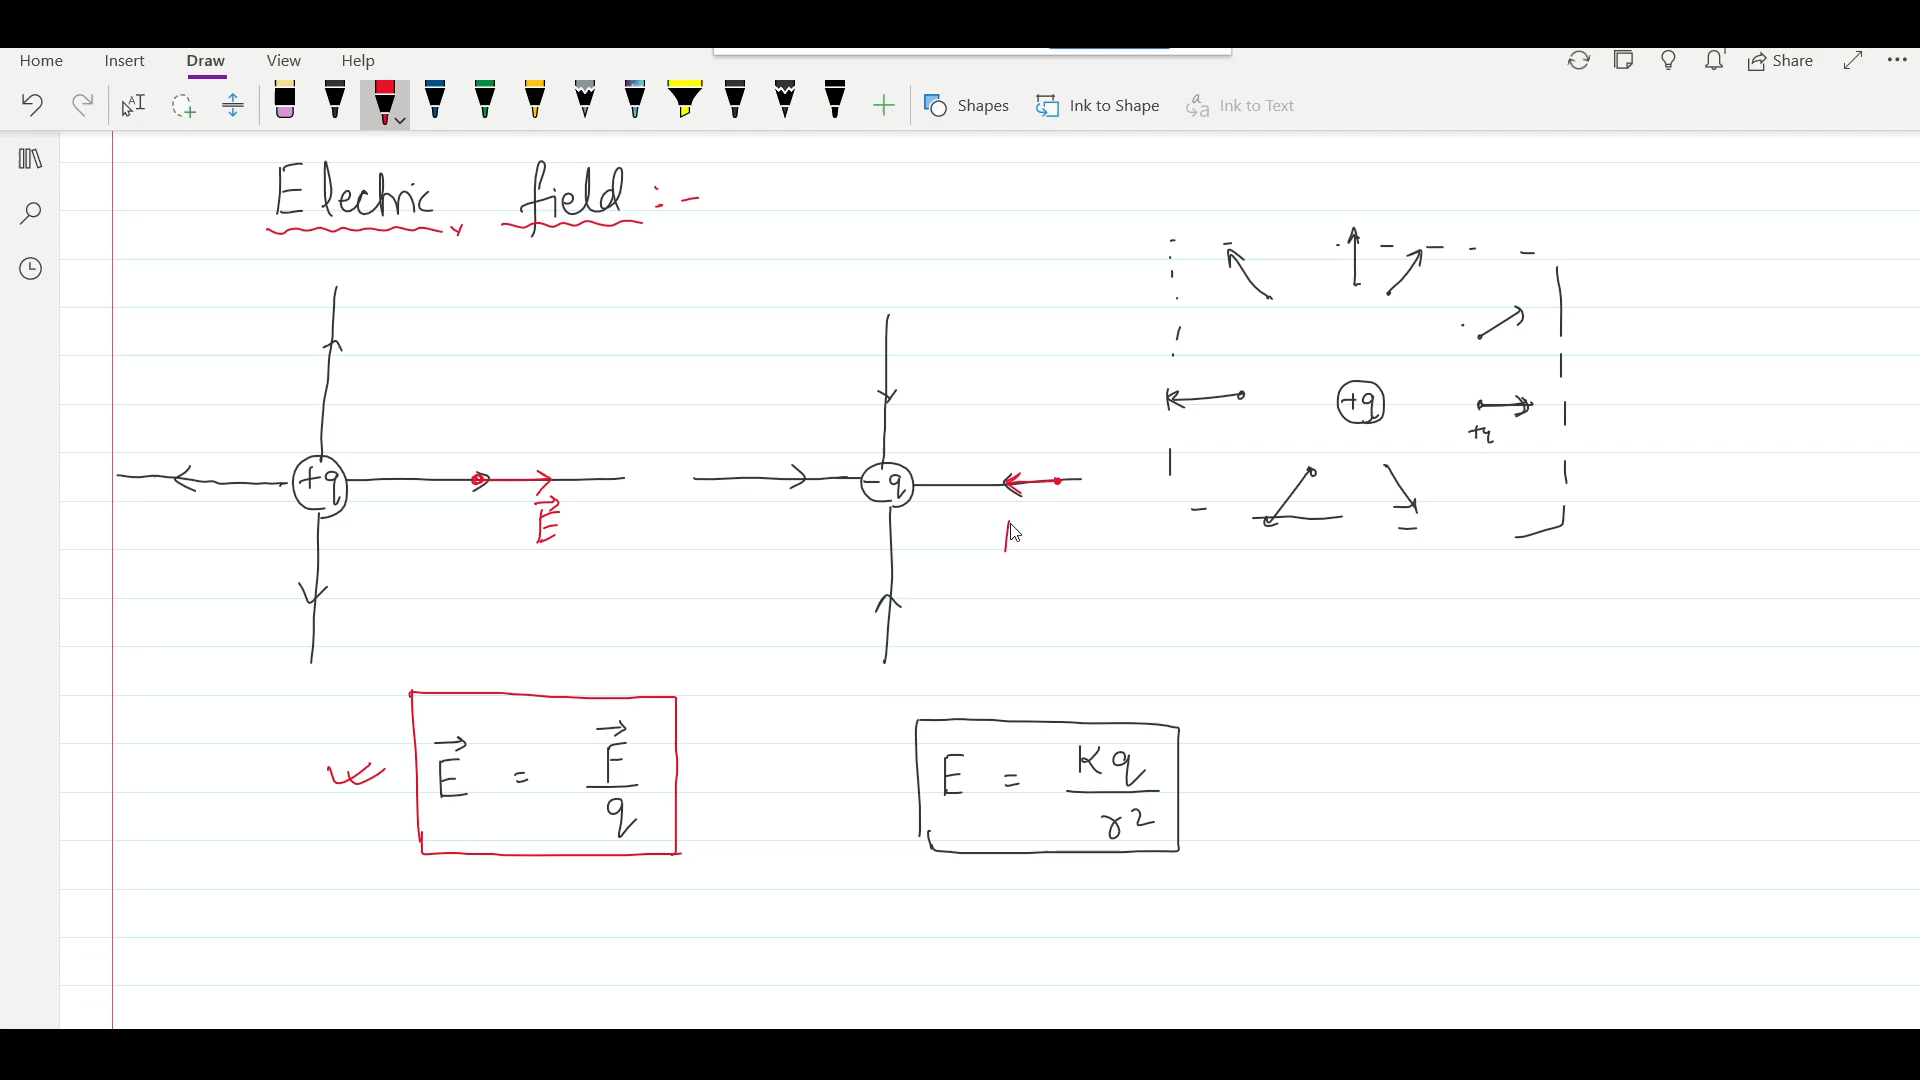 Home Insert Draw View Help Share
Shapes Ink to Shape Ink to Text
Electric field :-
+q
+q
+q -q
E
E = F / q
E = Kq / r²